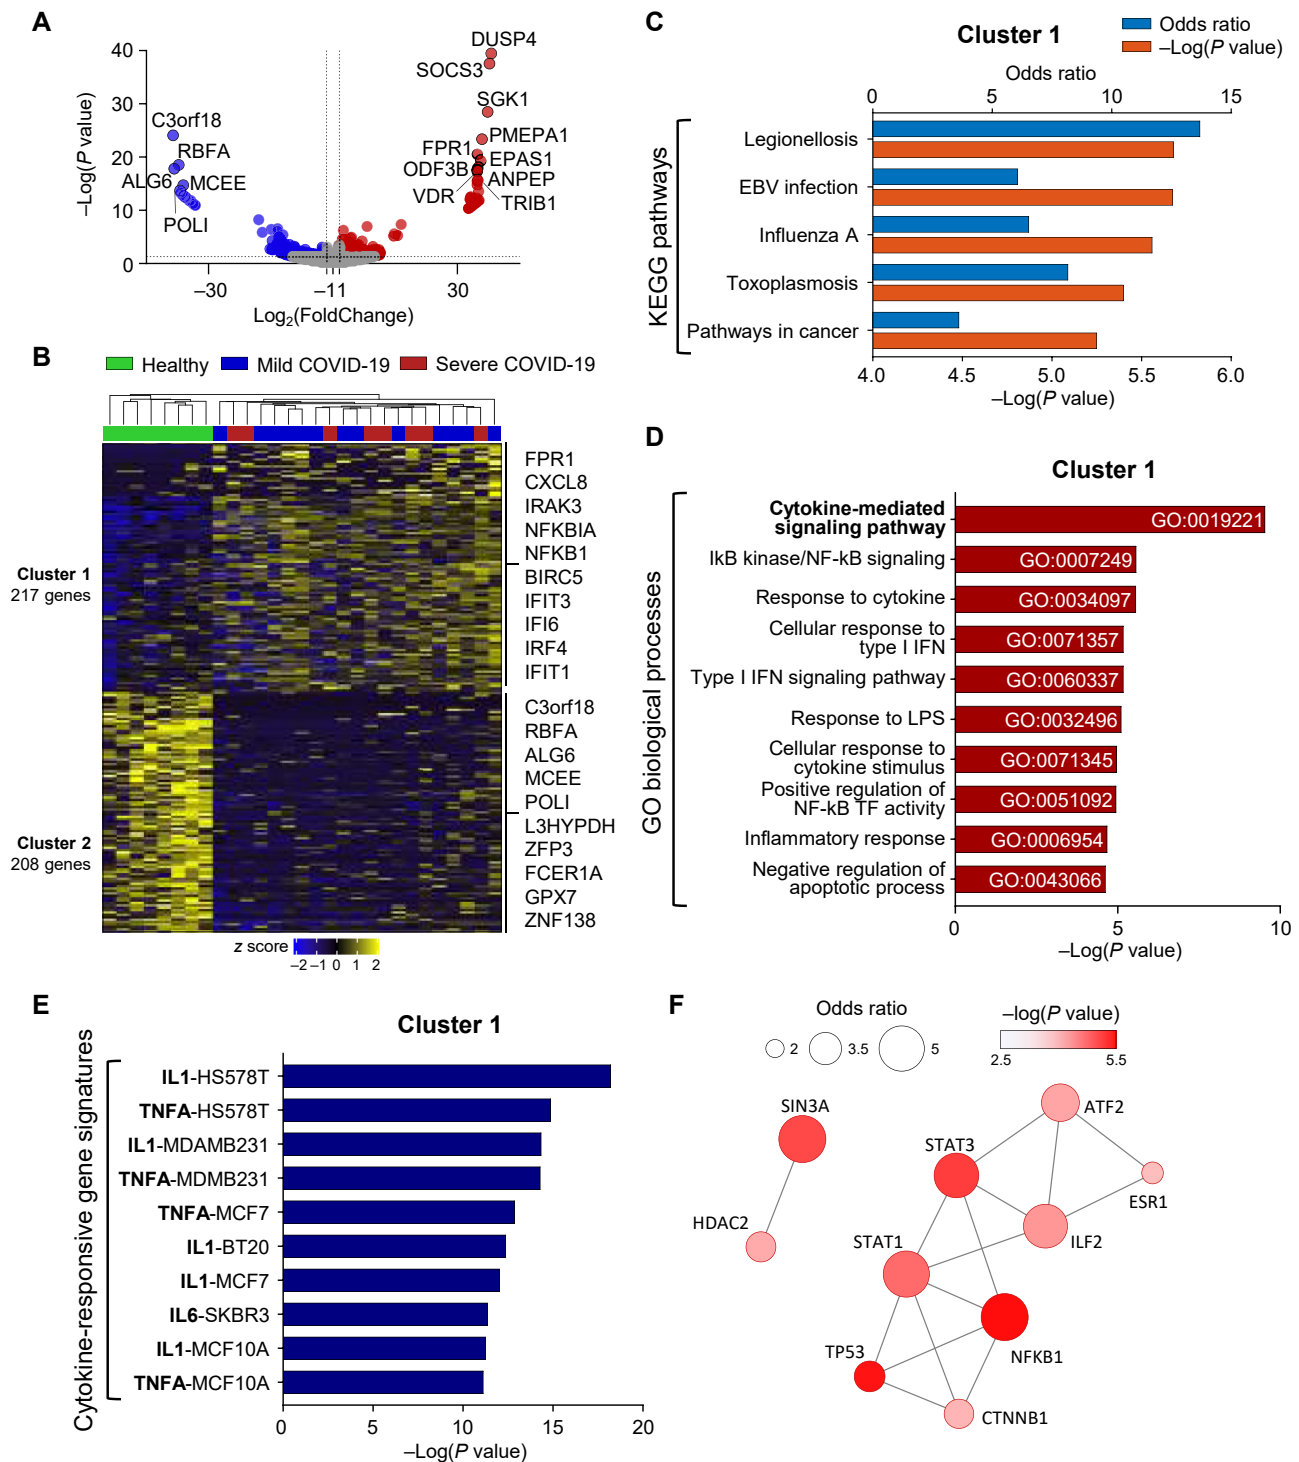 A
–Log(P value)
40
30
20
10
0
DUSP4
SOCS3
SGK1
C3orf18
PMEPA1
RBFA
FPR1
EPAS1
ODF3B
ALG6
MCEE
ANPEP
VDR
TRIB1
POLI
–30
–11
30
Log2(FoldChange)
B
Healthy
Mild COVID-19
Severe COVID-19
Cluster 1
217 genes
FPR1
CXCL8
IRAK3
NFKBIA
NFKB1
BIRC5
IFIT3
IFI6
IRF4
IFIT1
Cluster 2
208 genes
C3orf18
RBFA
ALG6
MCEE
POLI
L3HYPDH
ZFP3
FCER1A
GPX7
ZNF138
z score
–2 –1 0 1 2
C
Cluster 1
Odds ratio
–Log(P value)
Odds ratio
0 5 10 15
KEGG pathways
Legionellosis
EBV infection
Influenza A
Toxoplasmosis
Pathways in cancer
4.0 4.5 5.0 5.5 6.0
–Log(P value)
D
Cluster 1
GO biological processes
Cytokine-mediated
signaling pathway
GO:0019221
IkB kinase/NF-kB signaling
GO:0007249
Response to cytokine
GO:0034097
Cellular response to
type I IFN
GO:0071357
Type I IFN signaling pathway
GO:0060337
Response to LPS
GO:0032496
Cellular response to
cytokine stimulus
GO:0071345
Positive regulation of
NF-kB TF activity
GO:0051092
Inflammatory response
GO:0006954
Negative regulation of
apoptotic process
GO:0043066
0 5 10
–Log(P value)
E
Cluster 1
Cytokine-responsive gene signatures
IL1-HS578T
TNFA-HS578T
IL1-MDAMB231
TNFA-MDMB231
TNFA-MCF7
IL1-BT20
IL1-MCF7
IL6-SKBR3
IL1-MCF10A
TNFA-MCF10A
0 5 10 15 20
–Log(P value)
F
Odds ratio
2 3.5 5
–log(P value)
2.5 5.5
SIN3A
ATF2
STAT3
ESR1
HDAC2
ILF2
STAT1
TP53
NFKB1
CTNNB1